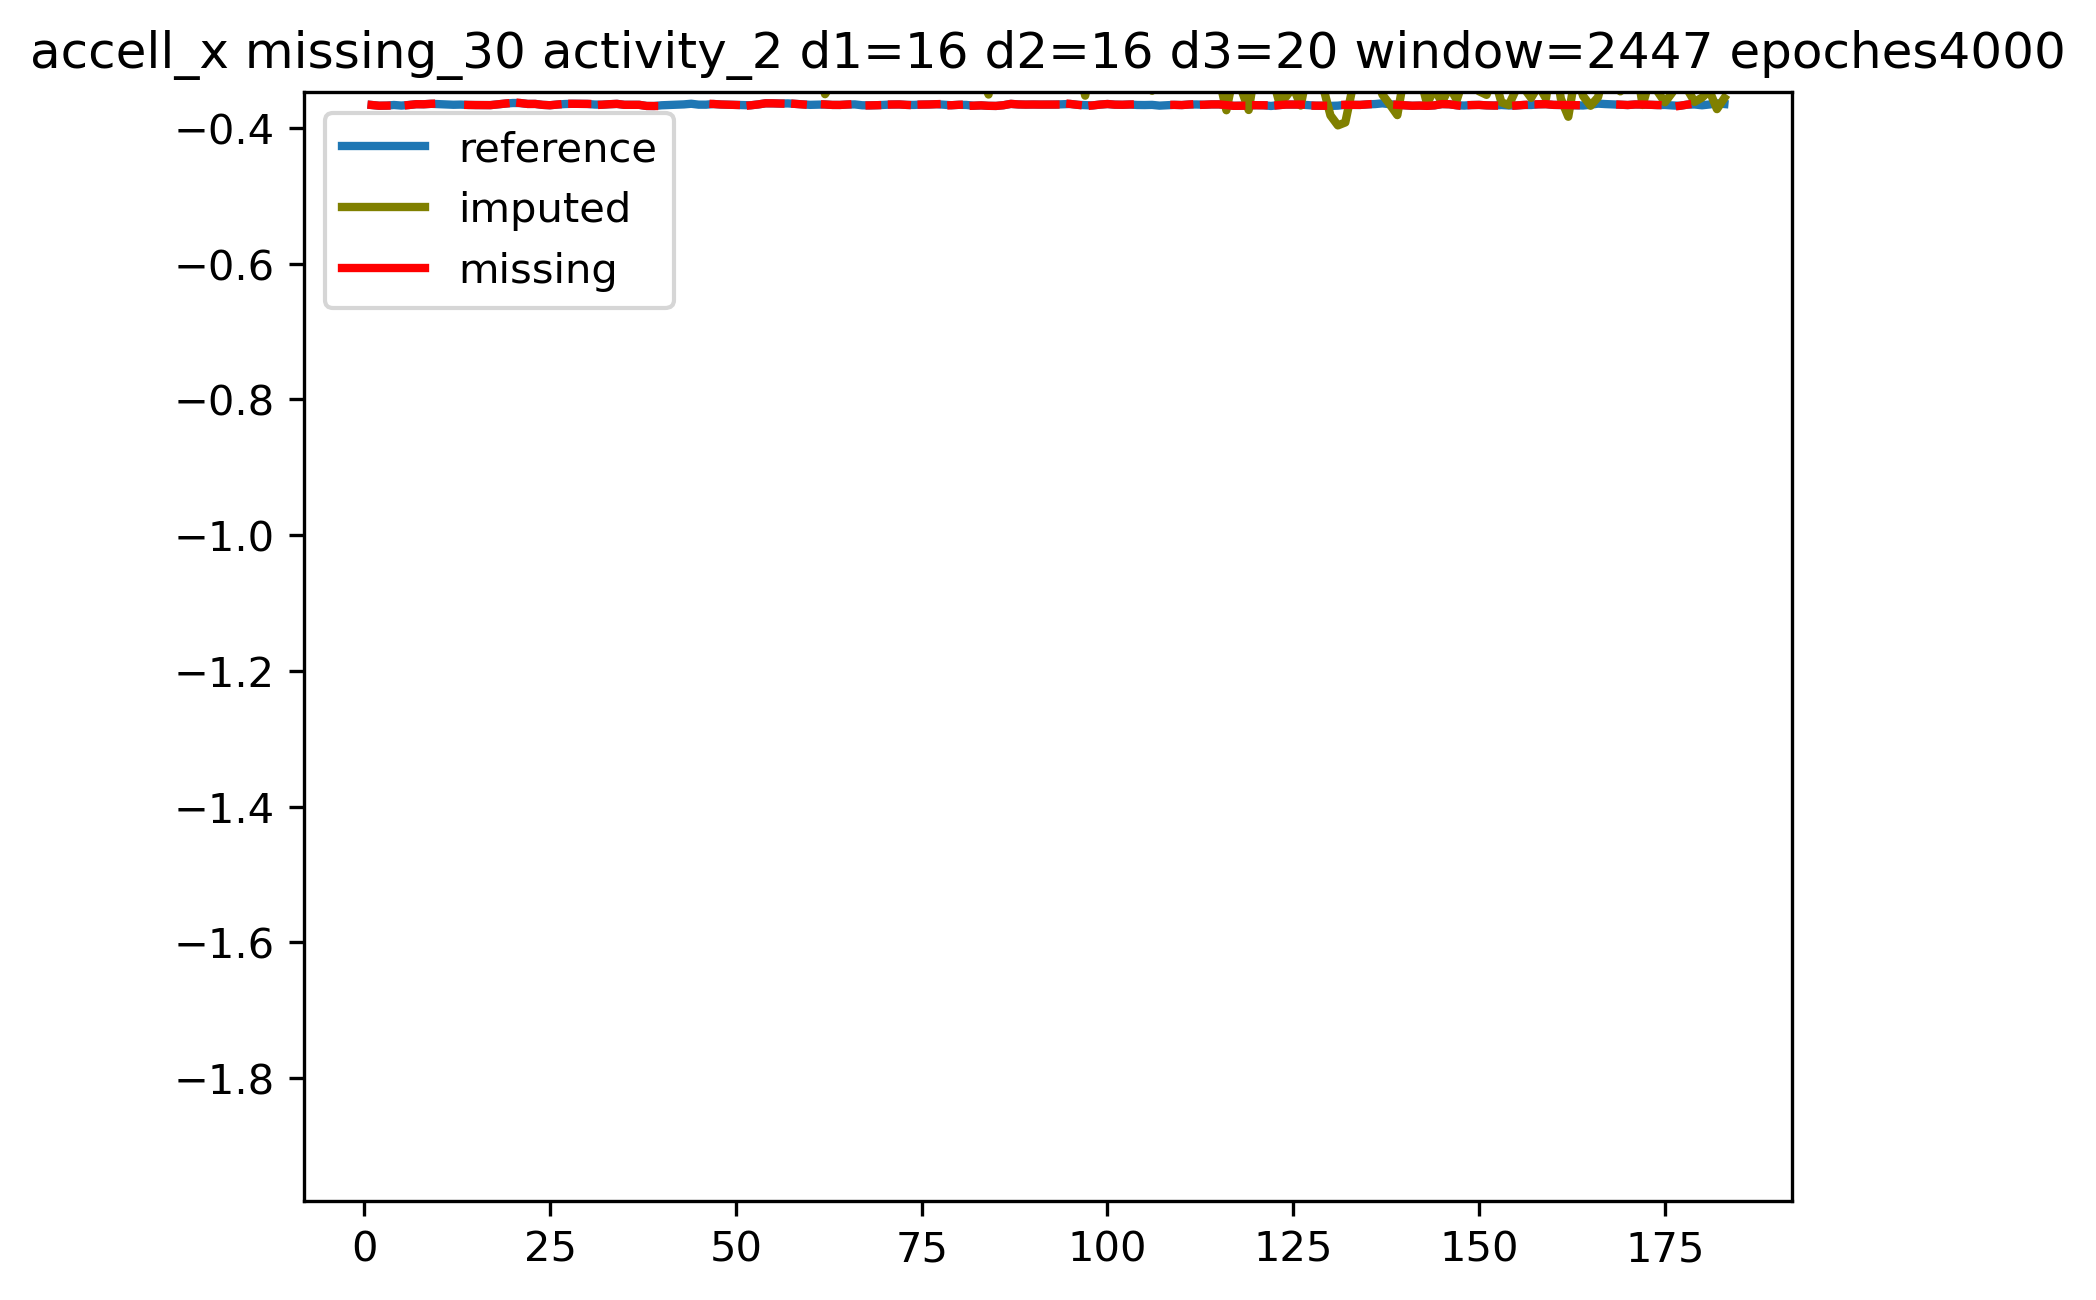 accell_x missing_30 activity_2 d1=16 d2=16 d3=20 window=2447 epoches4000
−0.4
reference
imputed
missing
−0.6
−0.8
−1.0
−1.2
−1.4
−1.6
−1.8
0 25 50 75 100 125 150 175